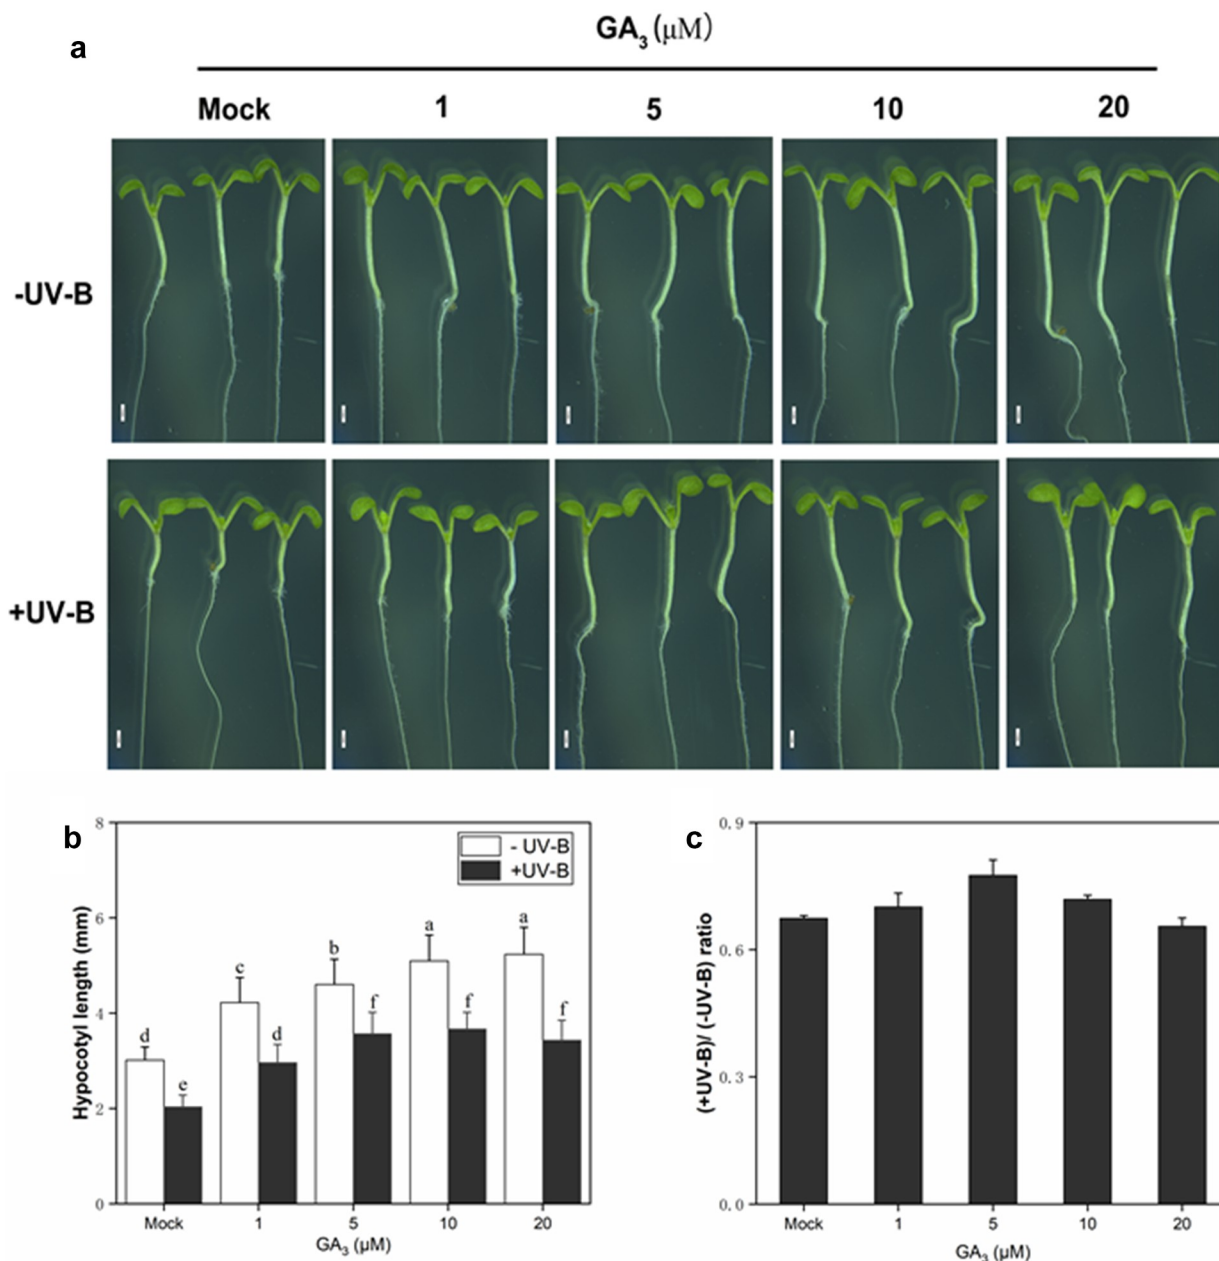 a
GA3 (μM)
Mock 1 5 10 20
-UV-B
+UV-B
b
8
6
4
2
0
Hypocotyl length (mm)
- UV-B
+UV-B
d e c d b f a f a f
Mock 1 5 10 20
GA3 (μM)
c
0.9
0.6
0.3
0.0
(+UV-B)/ (-UV-B) ratio
Mock 1 5 10 20
GA3 (μM)